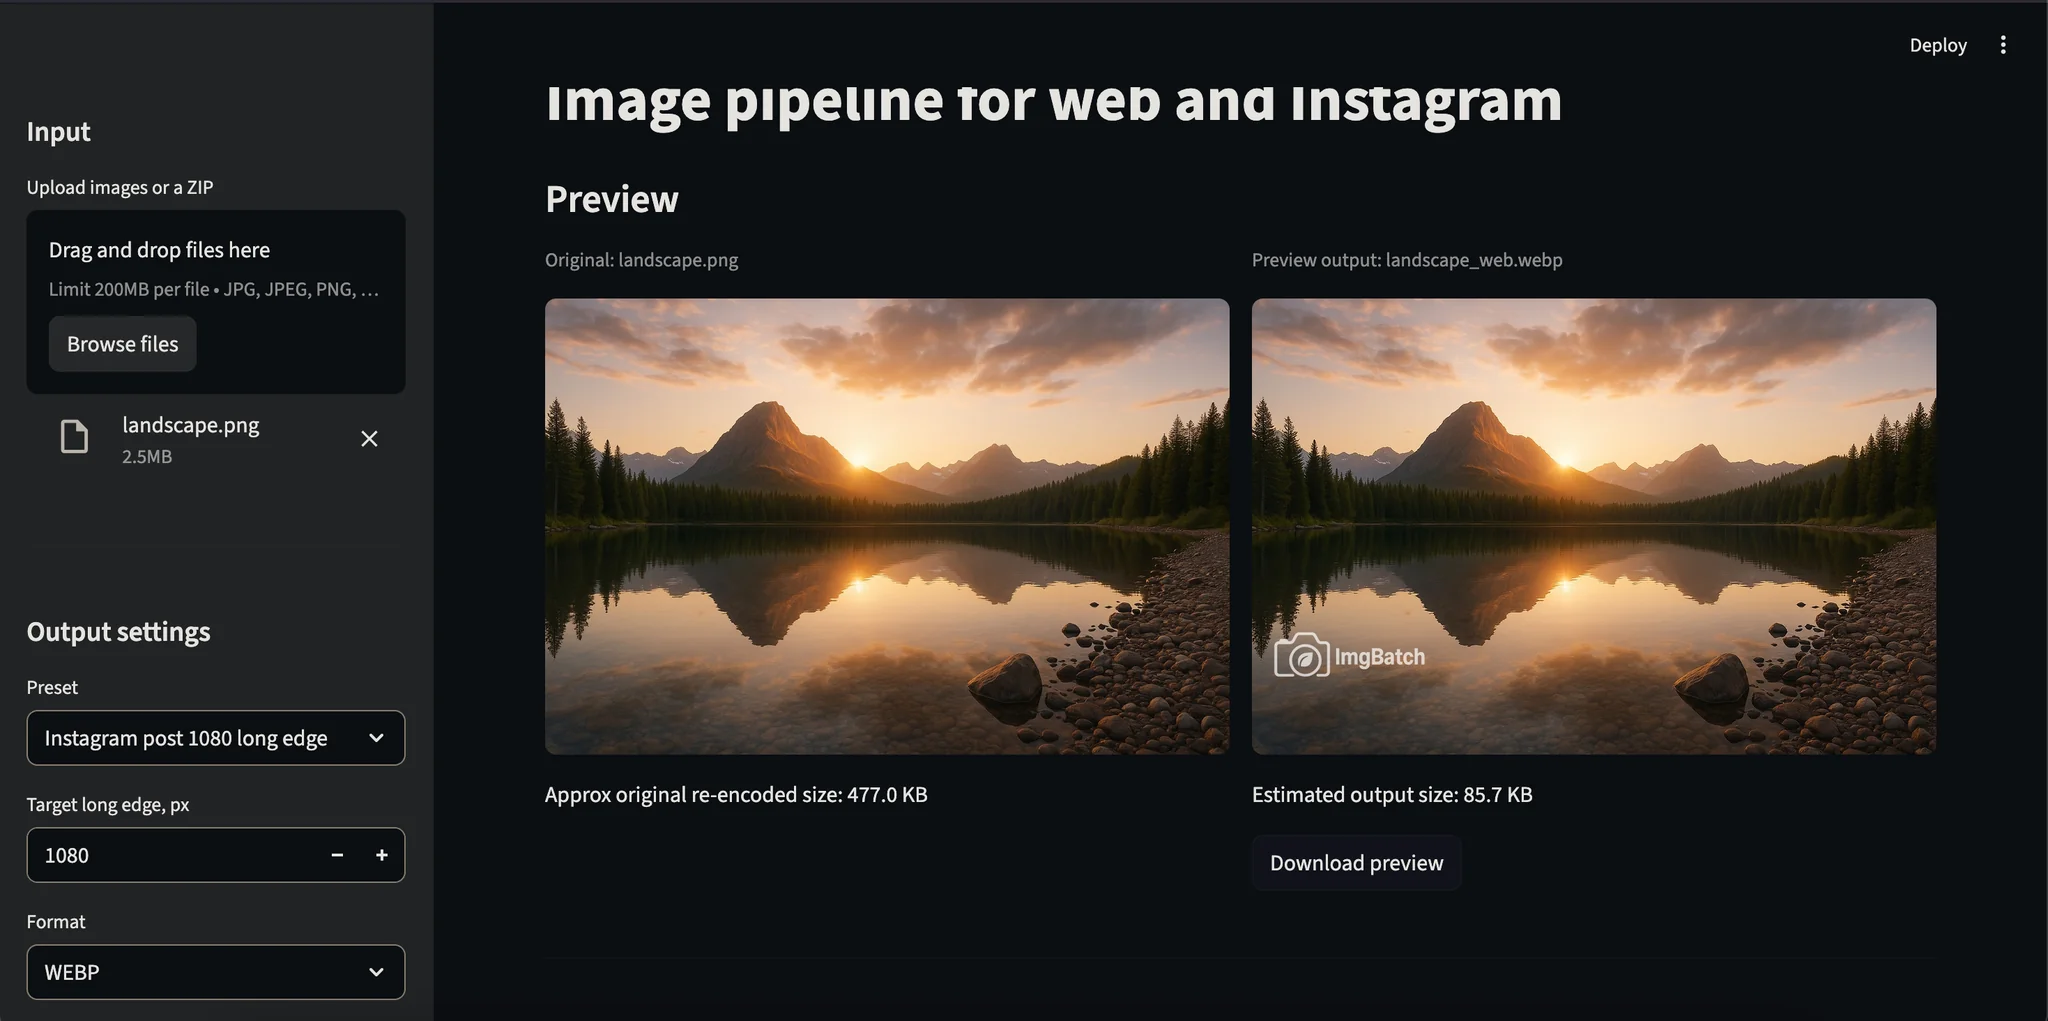 Deploy
Image pipeline for web and Instagram
Input
Upload images or a ZIP
Drag and drop files here
Limit 200MB per file • JPG, JPEG, PNG, …
Browse files
landscape.png
2.5MB
Output settings
Preset
Instagram post 1080 long edge
Target long edge, px
1080
Format
WEBP
Preview
Original: landscape.png
Approx original re-encoded size: 477.0 KB
Preview output: landscape_web.webp
ImgBatch
Estimated output size: 85.7 KB
Download preview